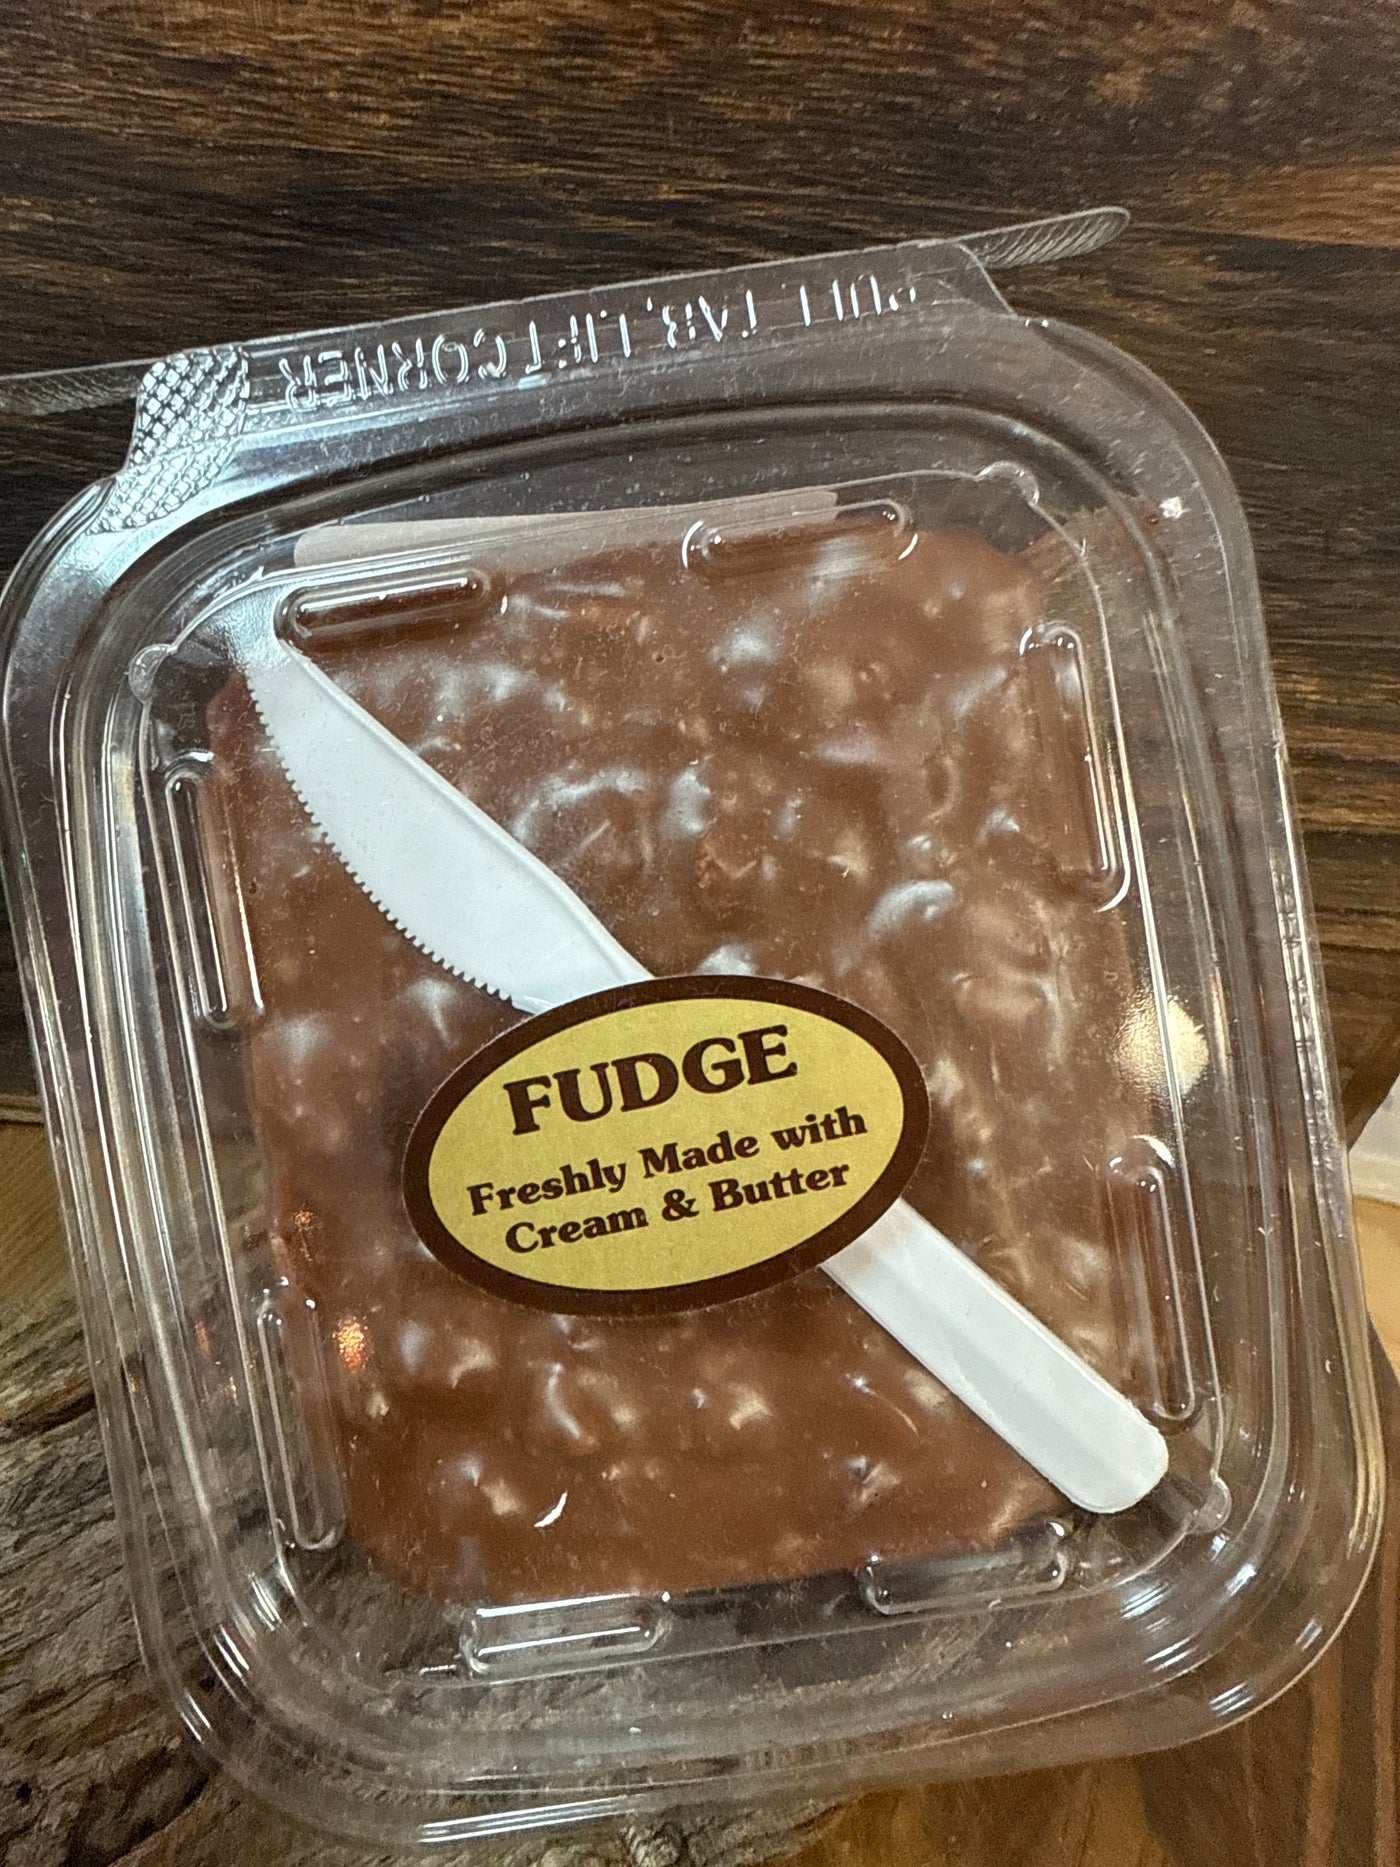 PULL TAB, LIFT CORNER
FUDGE
Freshly Made with
Cream & Butter